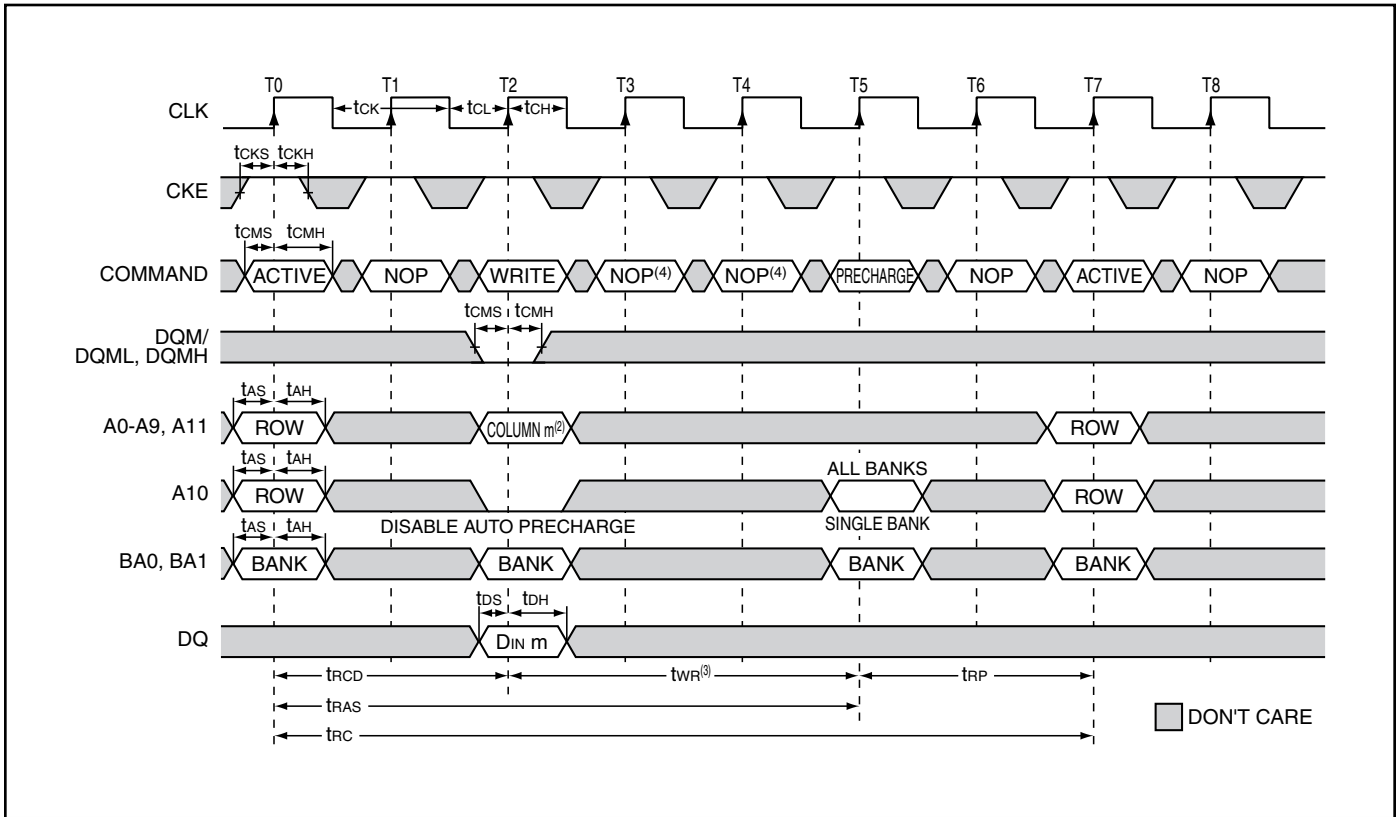 T0 T1 T2 T3 T4 T5 T6 T7 T8
CLK tCK tCL tCH
tCKS tCKH
CKE
tCMS tCMH
COMMAND ACTIVE NOP WRITE NOP(4) NOP(4) PRECHARGE NOP ACTIVE NOP
tCMS tCMH
DQM/
DQML, DQMH
tAS tAH
A0-A9, A11 ROW COLUMN m(2) ROW
tAS tAH ALL BANKS
A10 ROW ROW
tAS tAH DISABLE AUTO PRECHARGE SINGLE BANK
BA0, BA1 BANK BANK BANK BANK
tDS tDH
DQ DIN m
tRCD tWR(3) tRP
tRAS
DON'T CARE
tRC